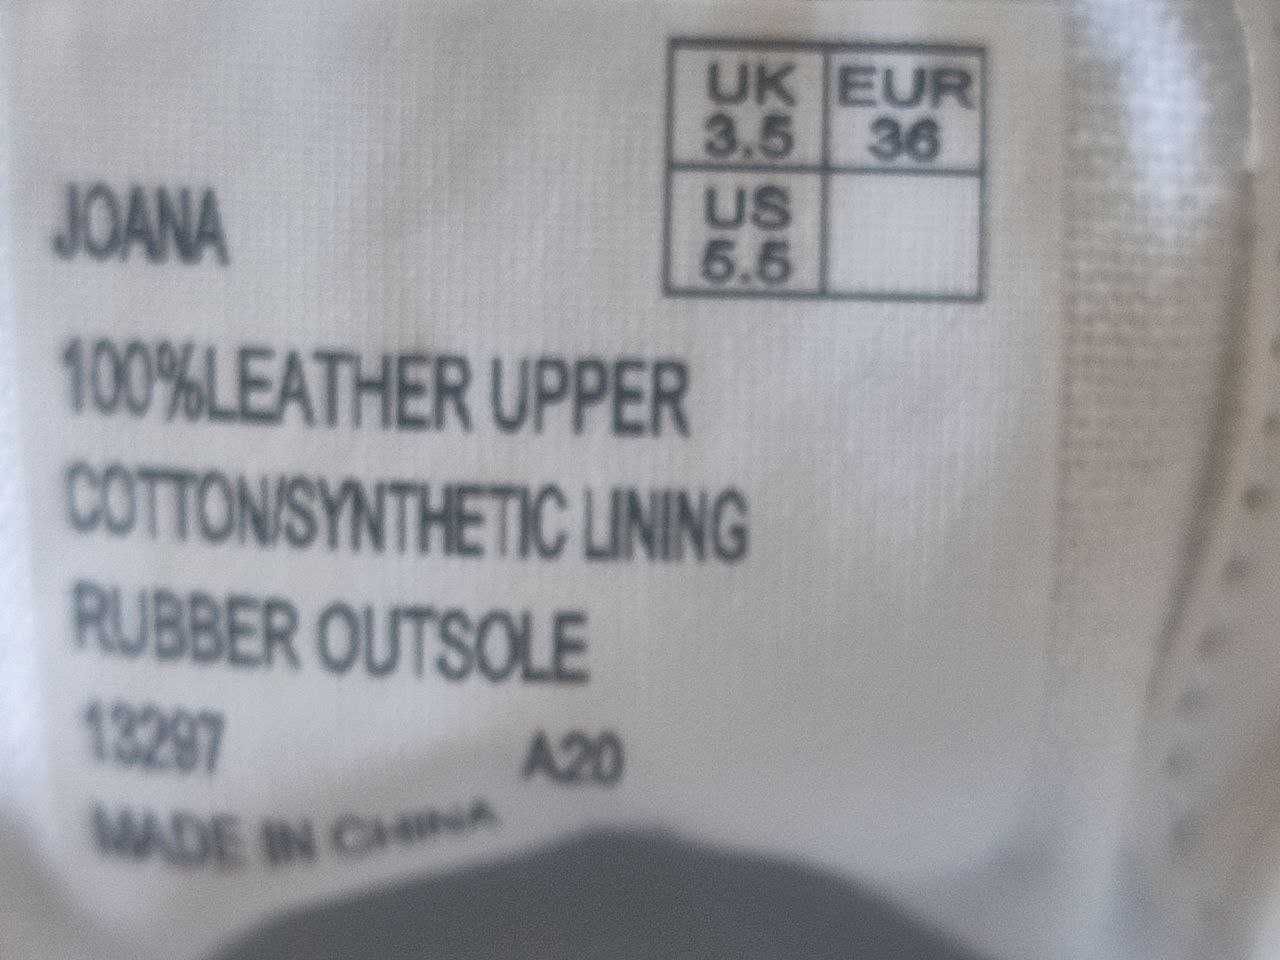 UK 3.5 EUR 36
US 5.5
JOANA
100%LEATHER UPPER
COTTON/SYNTHETIC LINING
RUBBER OUTSOLE
13297 A20
MADE IN CHINA